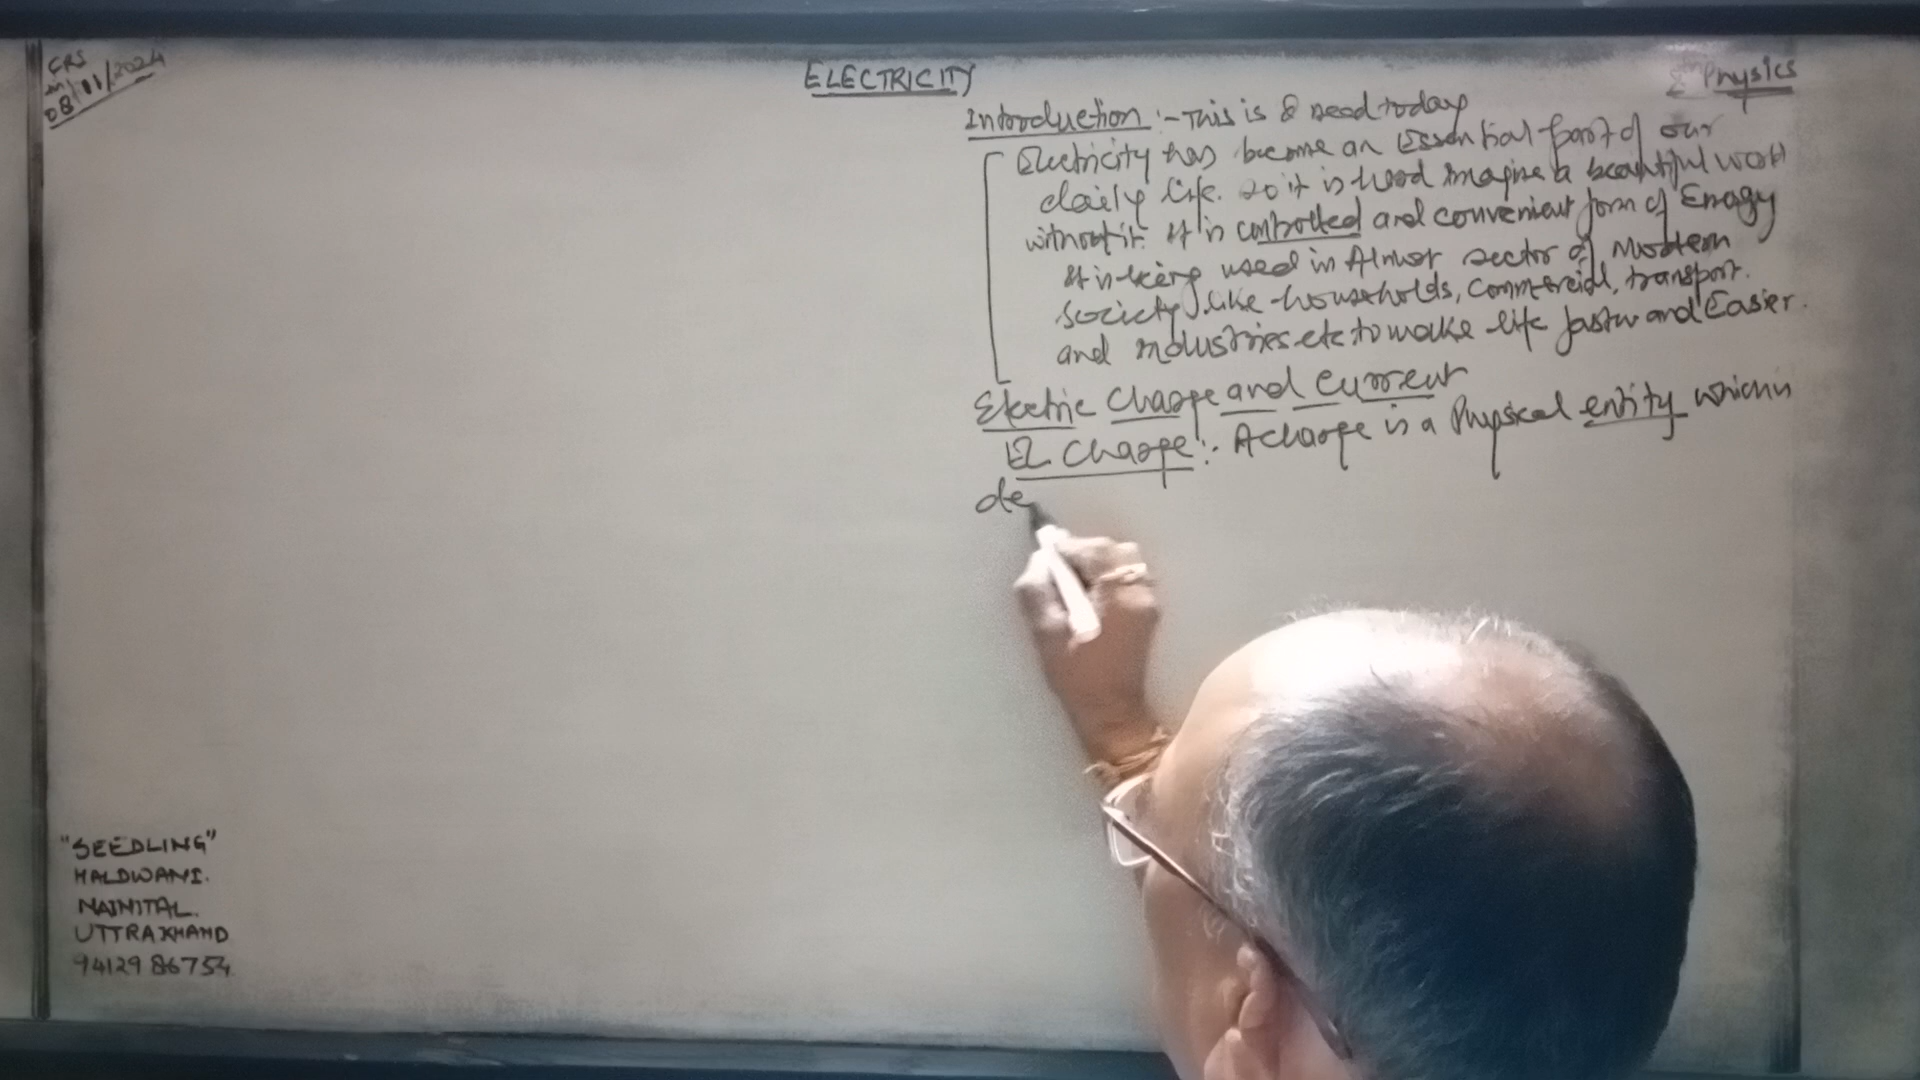 CRS
08/11/2024
ELECTRICITY
Physics
Introduction :- This is & need today
Electricity has become an Essential part of our
daily life. So it is hard Imagine a beautiful world
without it. It is controlled and convenient form of Enragy
It is being used in Almost sector of Modern
society, like households, commercial, transport.
and industries etc to make life faster and Easier.
Electric Charge and Current
El Charge :- A charge is a Physical entity which is
de
"SEEDLING"
HALDWANI.
NAINITAL.
UTTRAKHAND
94129 86754